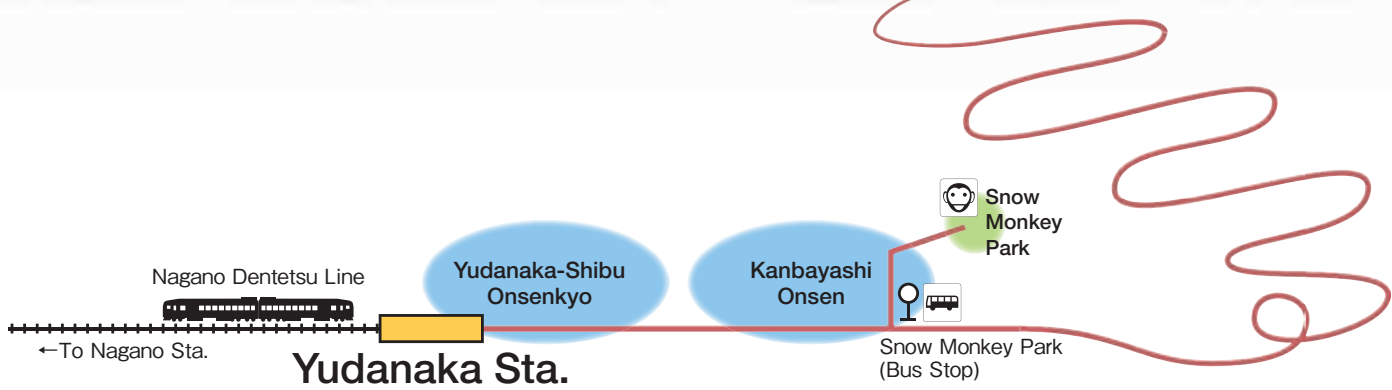 Snow
Monkey
Park
Yudanaka-Shibu
Onsenkyo
Kanbayashi
Onsen
Nagano Dentetsu Line
←To Nagano Sta.
Yudanaka Sta.
Snow Monkey Park
(Bus Stop)